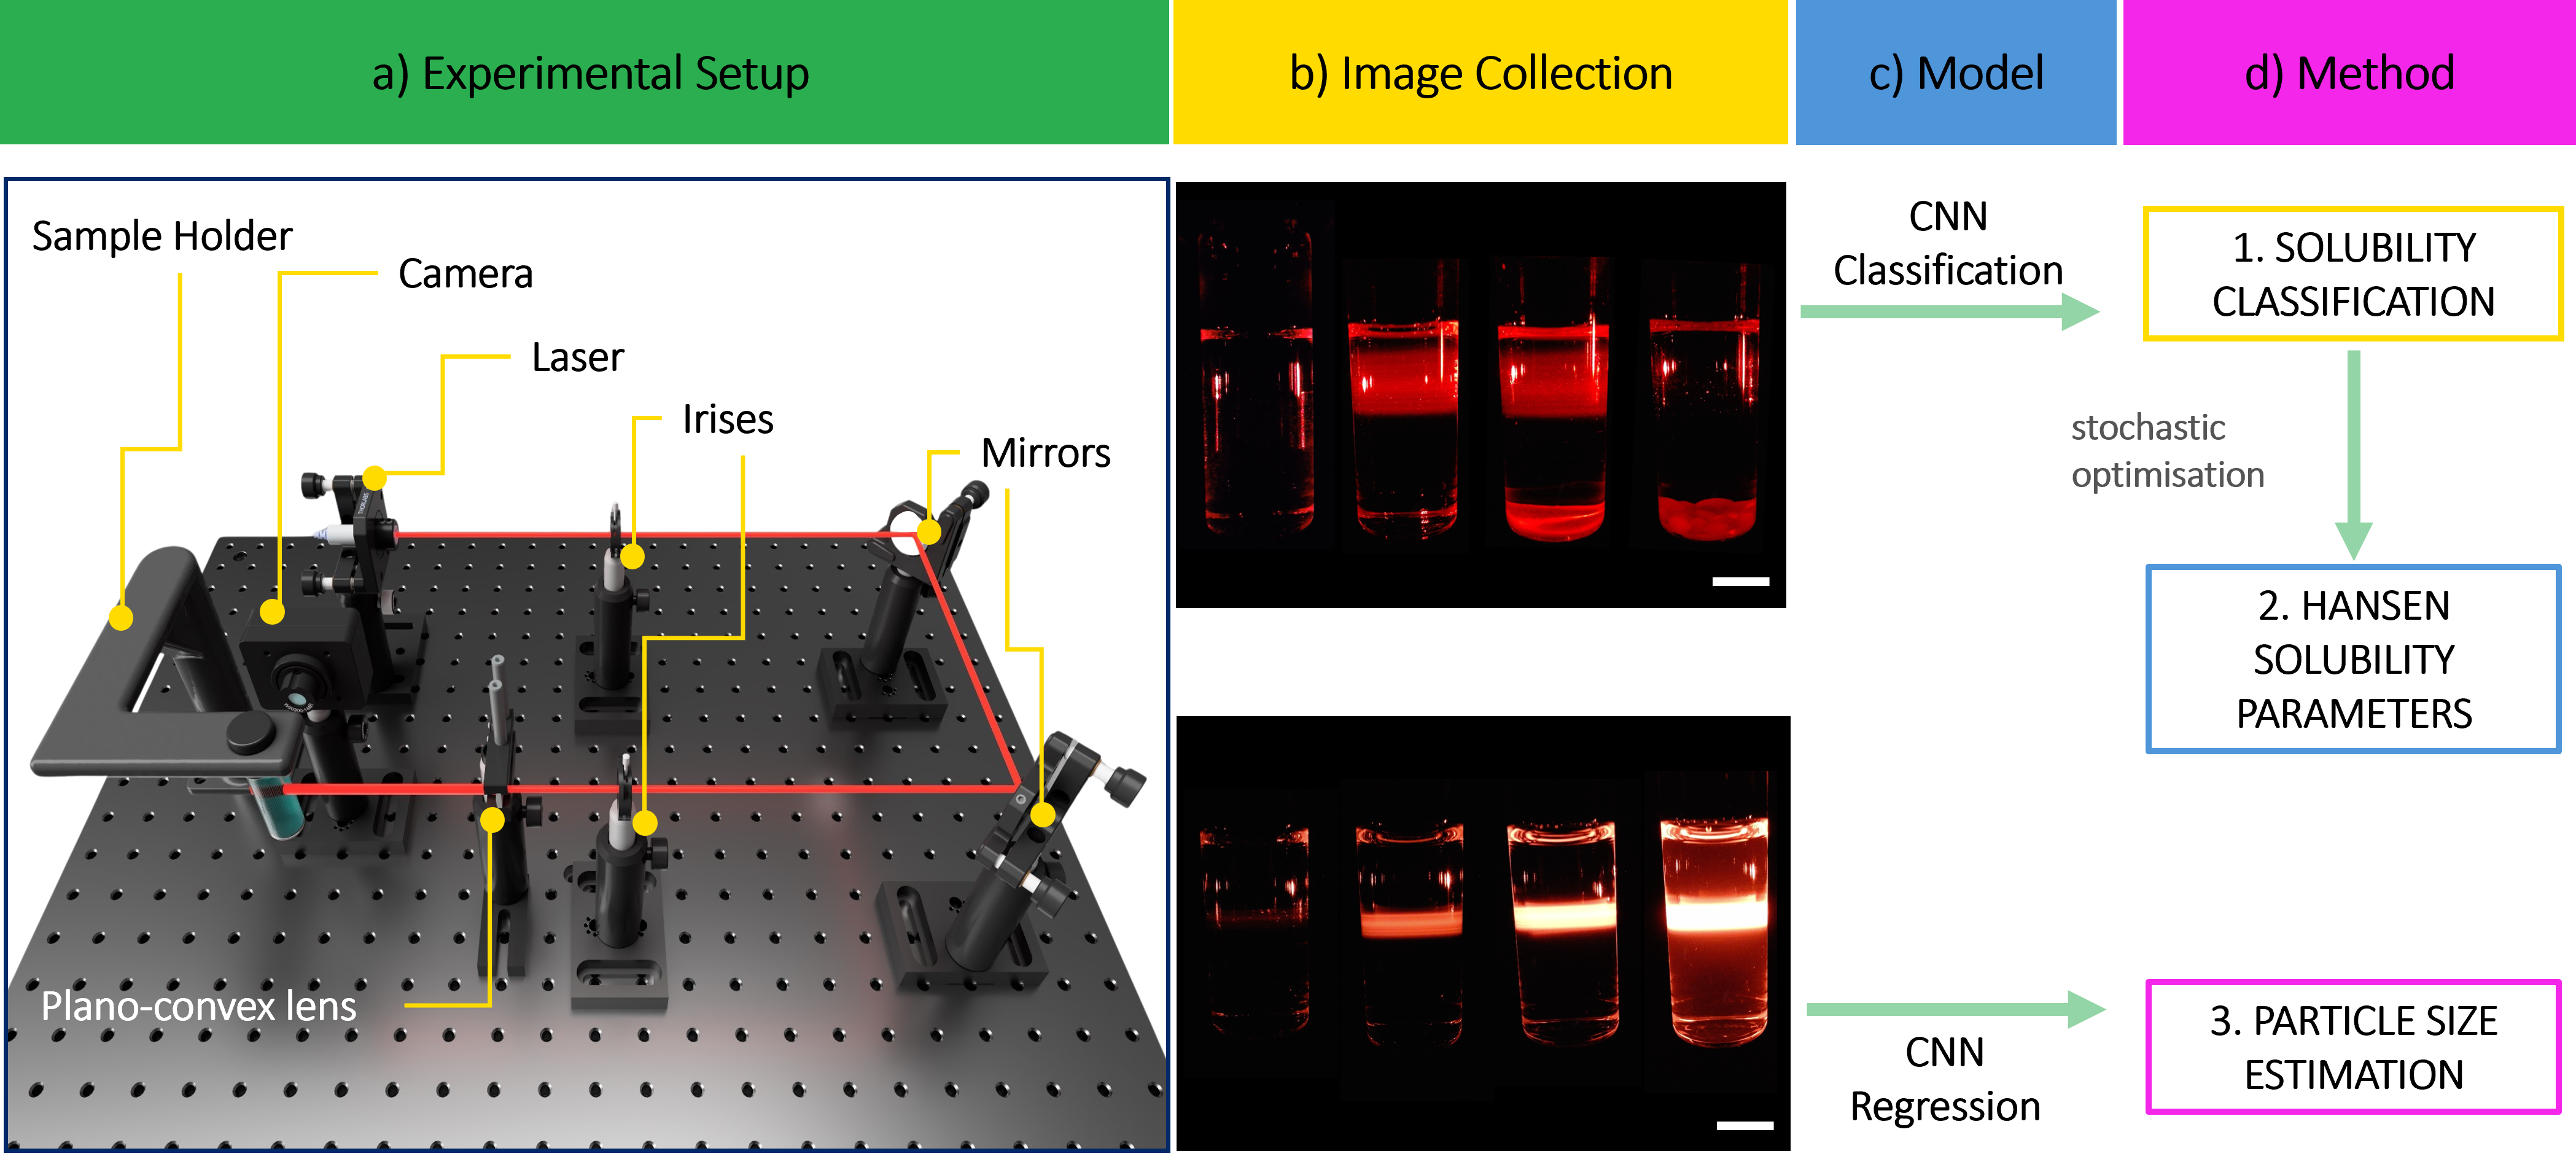 a) Experimental Setup
b) Image Collection
c) Model
d) Method
Sample Holder
Camera
Laser
Irises
Mirrors
Plano-convex lens
CNN
Classification
1. SOLUBILITY
CLASSIFICATION
stochastic
optimisation
2. HANSEN
SOLUBILITY
PARAMETERS
CNN
Regression
3. PARTICLE SIZE
ESTIMATION